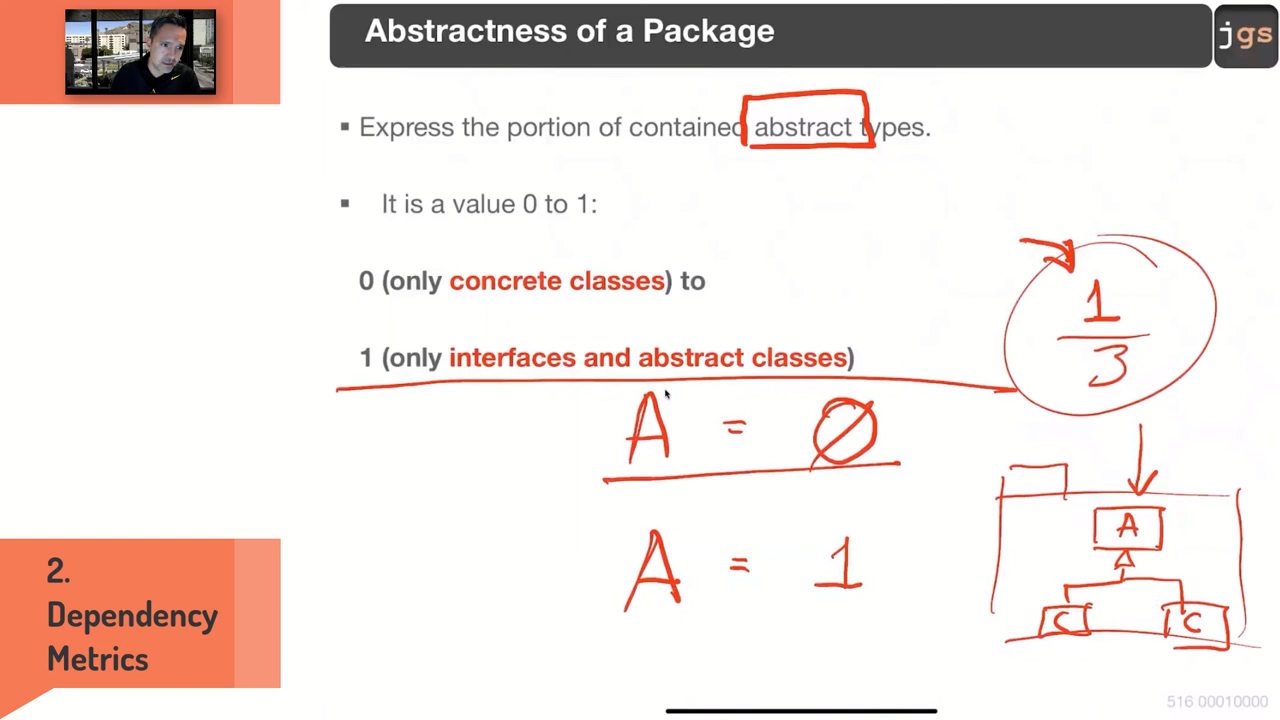 Abstractness of a Package
jgs
▪ Express the portion of contained abstract types.
▪ It is a value 0 to 1:
0 (only concrete classes) to
1 (only interfaces and abstract classes)
1
3
A = 0
A = 1
A
C C
2.
Dependency
Metrics
516 00010000